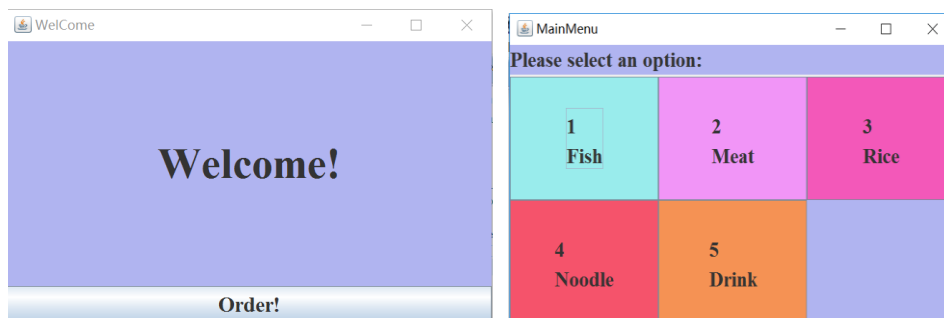 WelCome
Welcome!
Order!
MainMenu
Please select an option:
1
Fish
2
Meat
3
Rice
4
Noodle
5
Drink